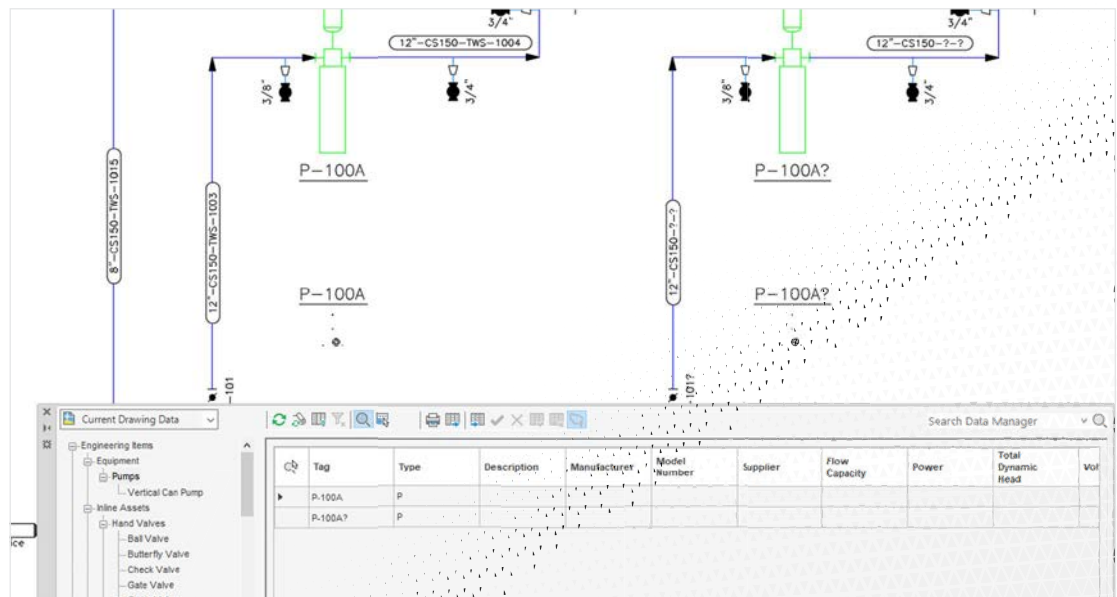 3/4" 3/4"
12"-CS150-TWS-1004 12"-CS150-?-?
3/8" 3/4" 3/8" 3/4"
P-100A P-100A?
8"-CS150-TWS-1015
12"-CS150-TWS-1003
12"-CS150-?-?
P-100A P-100A?
-101 -101?
Current Drawing Data Search Data Manager
Engineering Items
Equipment
Pumps
Vertical Can Pump
Inline Assets
Hand Valves
Ball Valve
Butterfly Valve
Check Valve
Gate Valve
Tag Type Description Manufacturer Model Number Supplier Flow Capacity Power Total Dynamic Head Vol
P-100A P
P-100A? P
ice